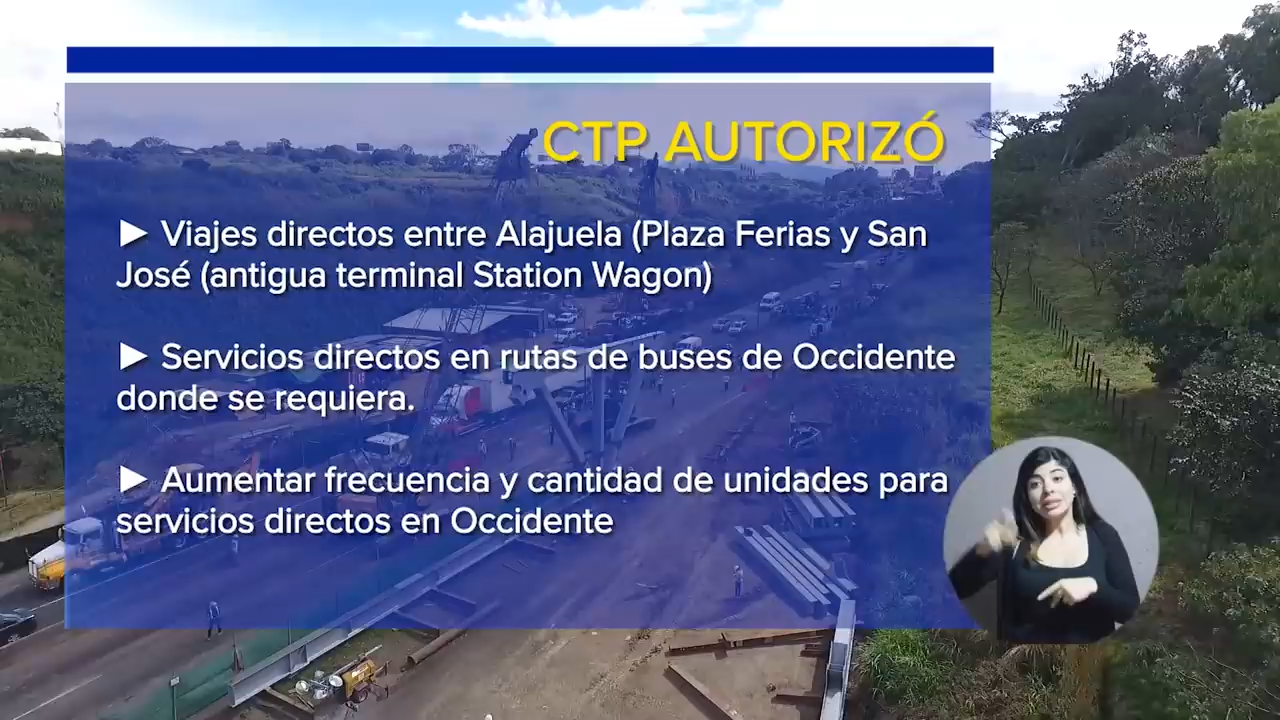 CTP AUTORIZÓ
► Viajes directos entre Alajuela (Plaza Ferias y San
José (antigua terminal Station Wagon)
► Servicios directos en rutas de buses de Occidente
donde se requiera.
► Aumentar frecuencia y cantidad de unidades para
servicios directos en Occidente